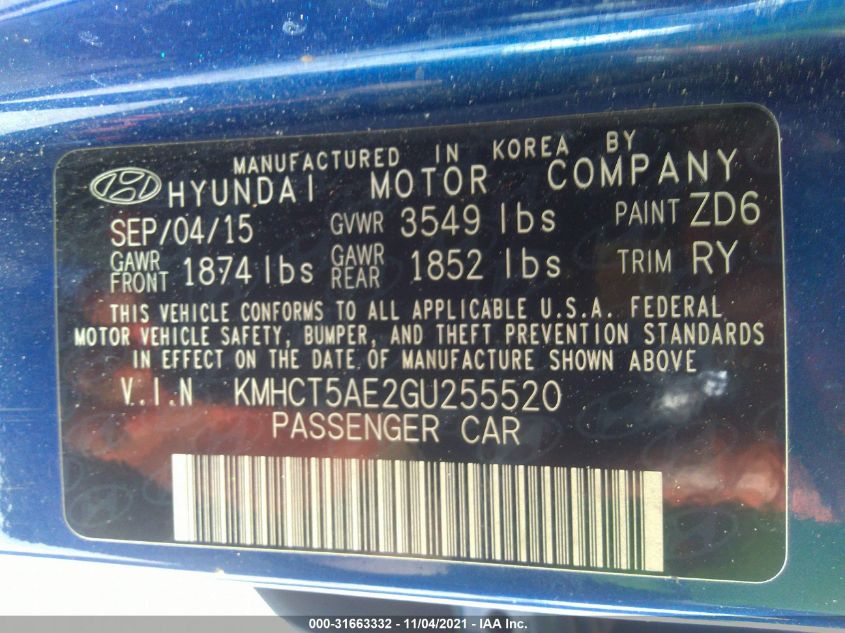 MANUFACTURED IN KOREA BY
HYUNDAI MOTOR COMPANY
SEP/04/15 GVWR 3549 lbs PAINT ZD6
GAWR FRONT 1874 lbs GAWR REAR 1852 lbs TRIM RY
THIS VEHICLE CONFORMS TO ALL APPLICABLE U.S.A. FEDERAL
MOTOR VEHICLE SAFETY, BUMPER, AND THEFT PREVENTION STANDARDS
IN EFFECT ON THE DATE OF MANUFACTURE SHOWN ABOVE
V.I.N KMHCT5AE2GU255520
PASSENGER CAR
000-31663332 - 11/04/2021 - IAA Inc.